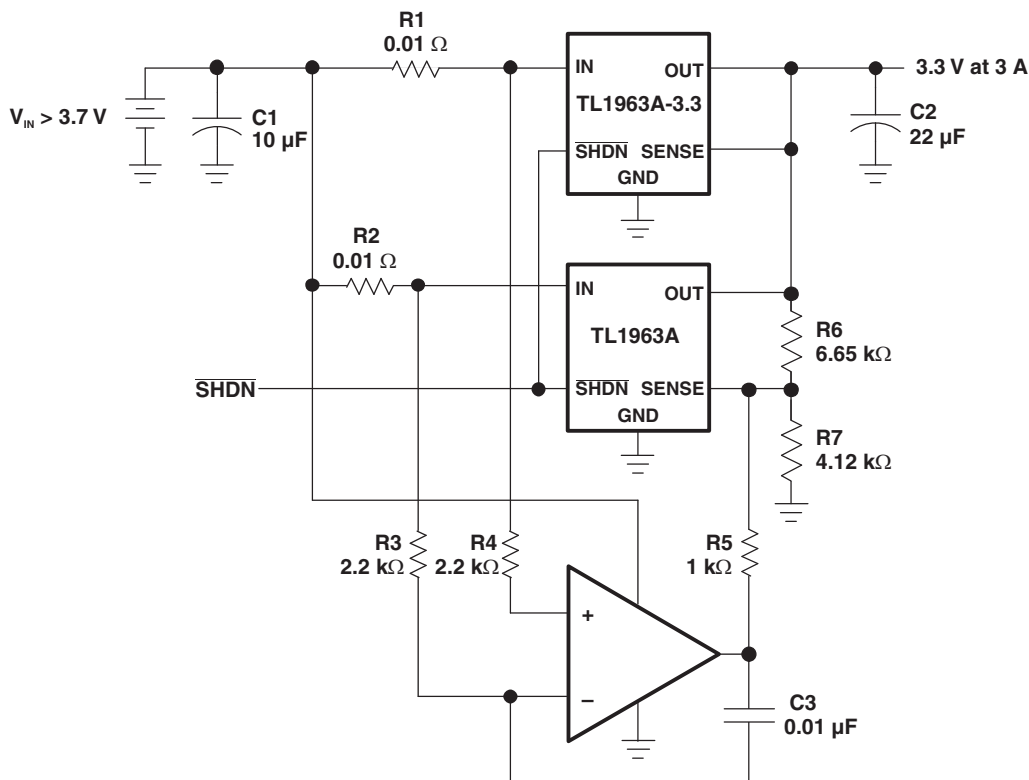 R1
0.01 Ω
IN
OUT
TL1963A-3.3
SHDN
SENSE
GND
3.3 V at 3 A
V_IN > 3.7 V
C1
10 µF
C2
22 µF
R2
0.01 Ω
IN
OUT
TL1963A
SHDN
SHDN
SENSE
GND
R6
6.65 kΩ
R7
4.12 kΩ
R3
2.2 kΩ
R4
2.2 kΩ
R5
1 kΩ
+
–
C3
0.01 µF